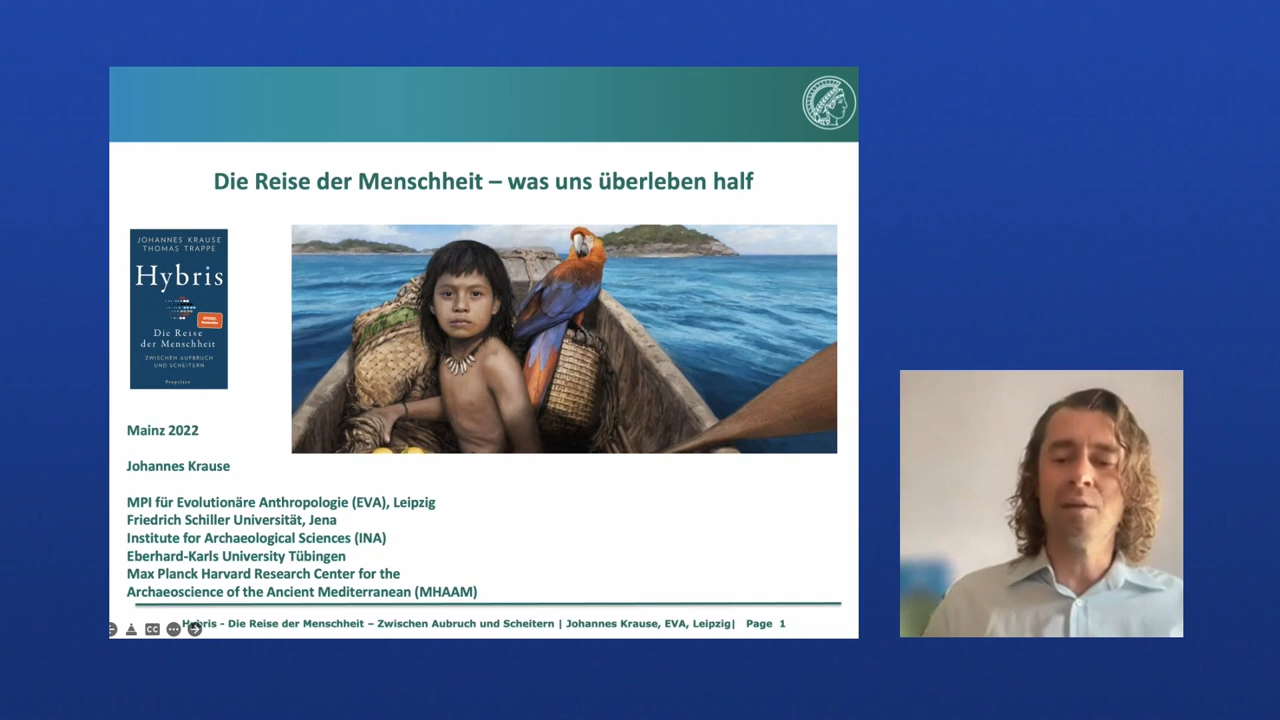 Die Reise der Menschheit – was uns überleben half
JOHANNES KRAUSE
THOMAS TRAPPE
Hybris
SPIEGEL
Bestseller
Die Reise
der Menschheit
ZWISCHEN AUFBRUCH
UND SCHEITERN
Propyläen
Mainz 2022
Johannes Krause
MPI für Evolutionäre Anthropologie (EVA), Leipzig
Friedrich Schiller Universität, Jena
Institute for Archaeological Sciences (INA)
Eberhard-Karls University Tübingen
Max Planck Harvard Research Center for the
Archaeoscience of the Ancient Mediterranean (MHAAM)
CC
Hybris - Die Reise der Menschheit – Zwischen Aubruch und Scheitern | Johannes Krause, EVA, Leipzig| Page 1